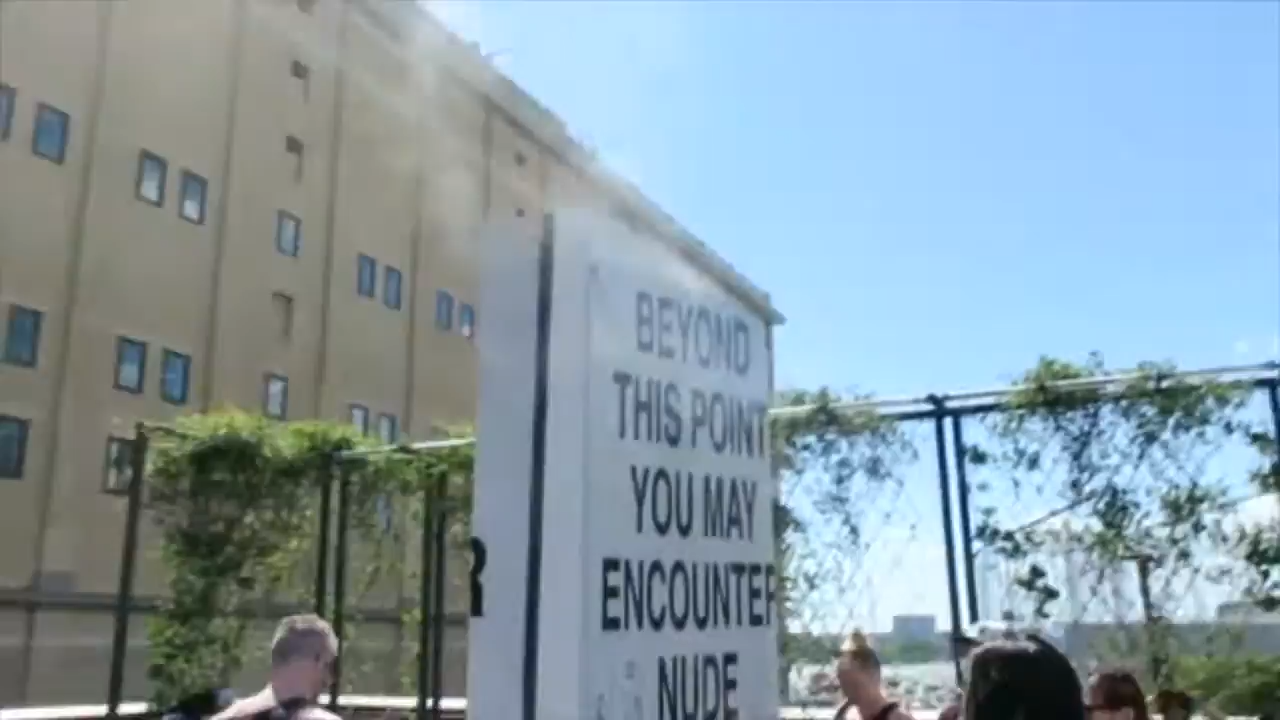 BEYOND
THIS POINT
YOU MAY
ENCOUNTER
NUDE
R